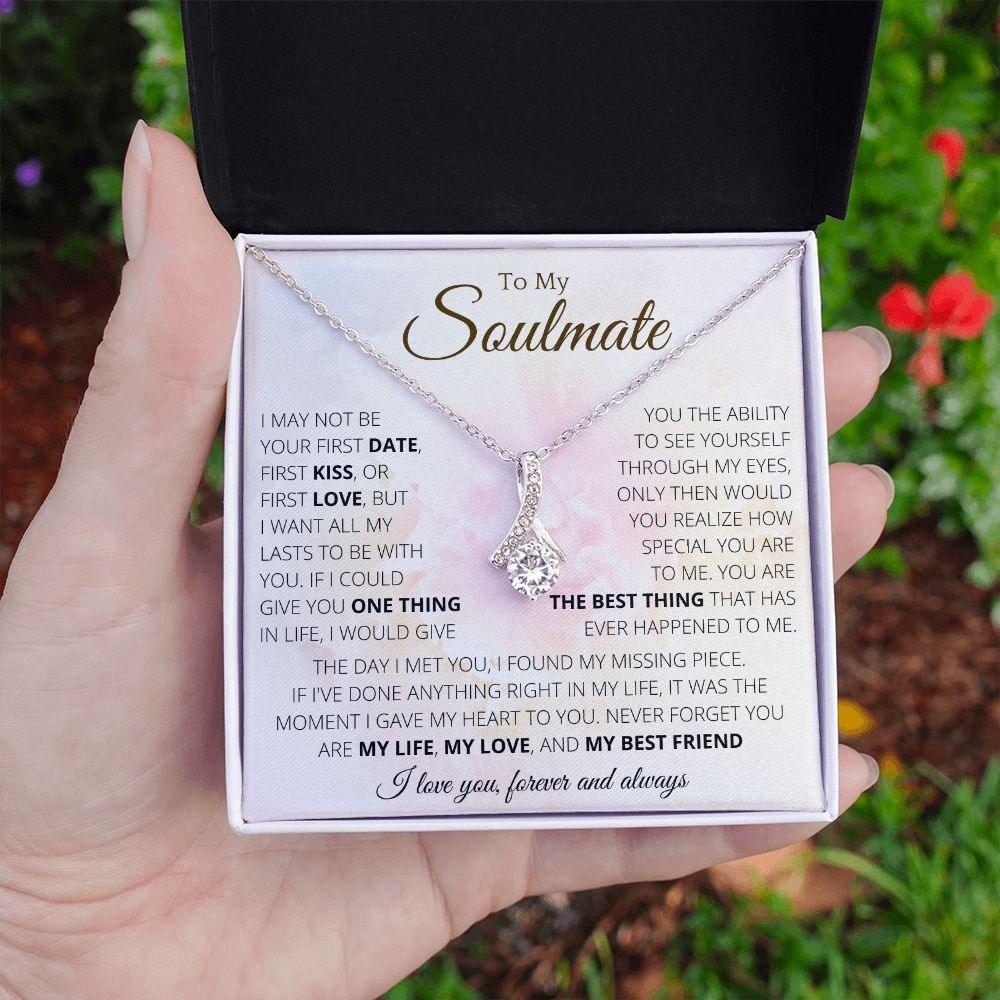 To My
Soulmate
I MAY NOT BE
YOUR FIRST DATE,
FIRST KISS, OR
FIRST LOVE, BUT
I WANT ALL MY
LASTS TO BE WITH
YOU. IF I COULD
GIVE YOU ONE THING
IN LIFE, I WOULD GIVE
YOU THE ABILITY
TO SEE YOURSELF
THROUGH MY EYES,
ONLY THEN WOULD
YOU REALIZE HOW
SPECIAL YOU ARE
TO ME. YOU ARE
THE BEST THING THAT HAS
EVER HAPPENED TO ME.
THE DAY I MET YOU, I FOUND MY MISSING PIECE.
IF I'VE DONE ANYTHING RIGHT IN MY LIFE, IT WAS THE
MOMENT I GAVE MY HEART TO YOU. NEVER FORGET YOU
ARE MY LIFE, MY LOVE, AND MY BEST FRIEND
I love you, forever and always